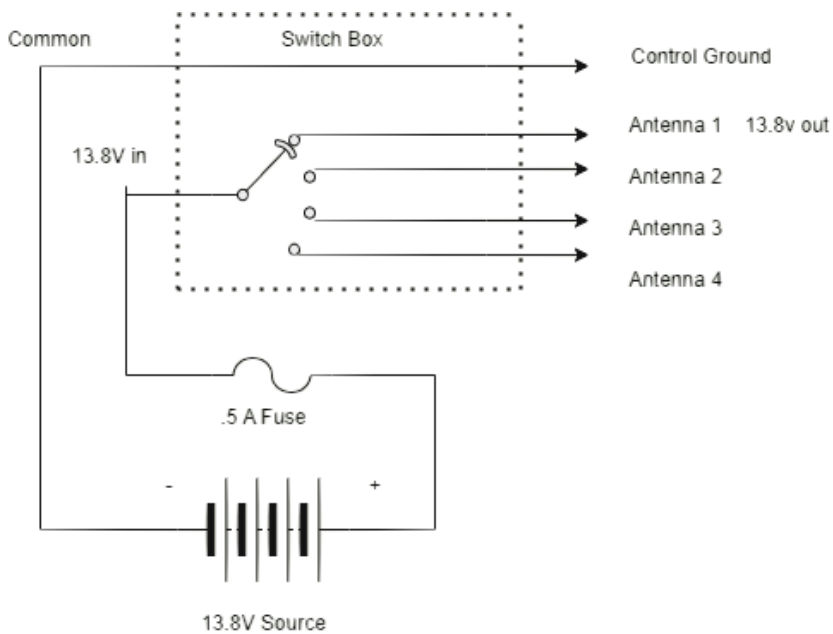 Common
Switch Box
Control Ground
Antenna 1 13.8v out
13.8V in
Antenna 2
Antenna 3
Antenna 4
.5 A Fuse
- +
13.8V Source